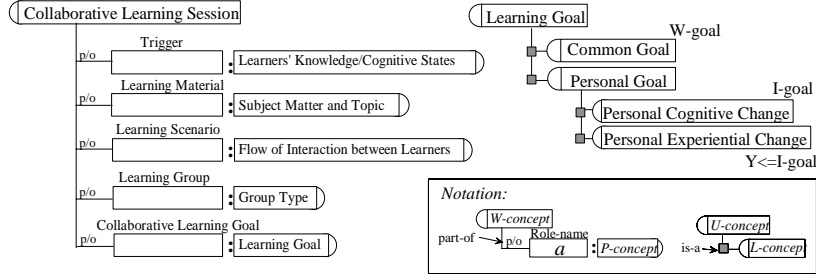 Collaborative Learning Session
Trigger
p/o
: Learners' Knowledge/Cognitive States
Learning Material
p/o
: Subject Matter and Topic
Learning Scenario
p/o
: Flow of Interaction between Learners
Learning Group
p/o
: Group Type
Collaborative Learning Goal
p/o
: Learning Goal
Learning Goal
W-goal
Common Goal
Personal Goal
I-goal
Personal Cognitive Change
Personal Experiential Change
Y<=I-goal
Notation:
W-concept
part-of
p/o
Role-name
a
: P-concept
U-concept
is-a
L-concept